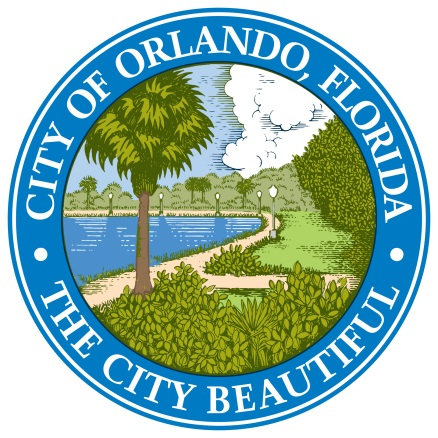 CITY OF ORLANDO, FLORIDA
• THE CITY BEAUTIFUL •